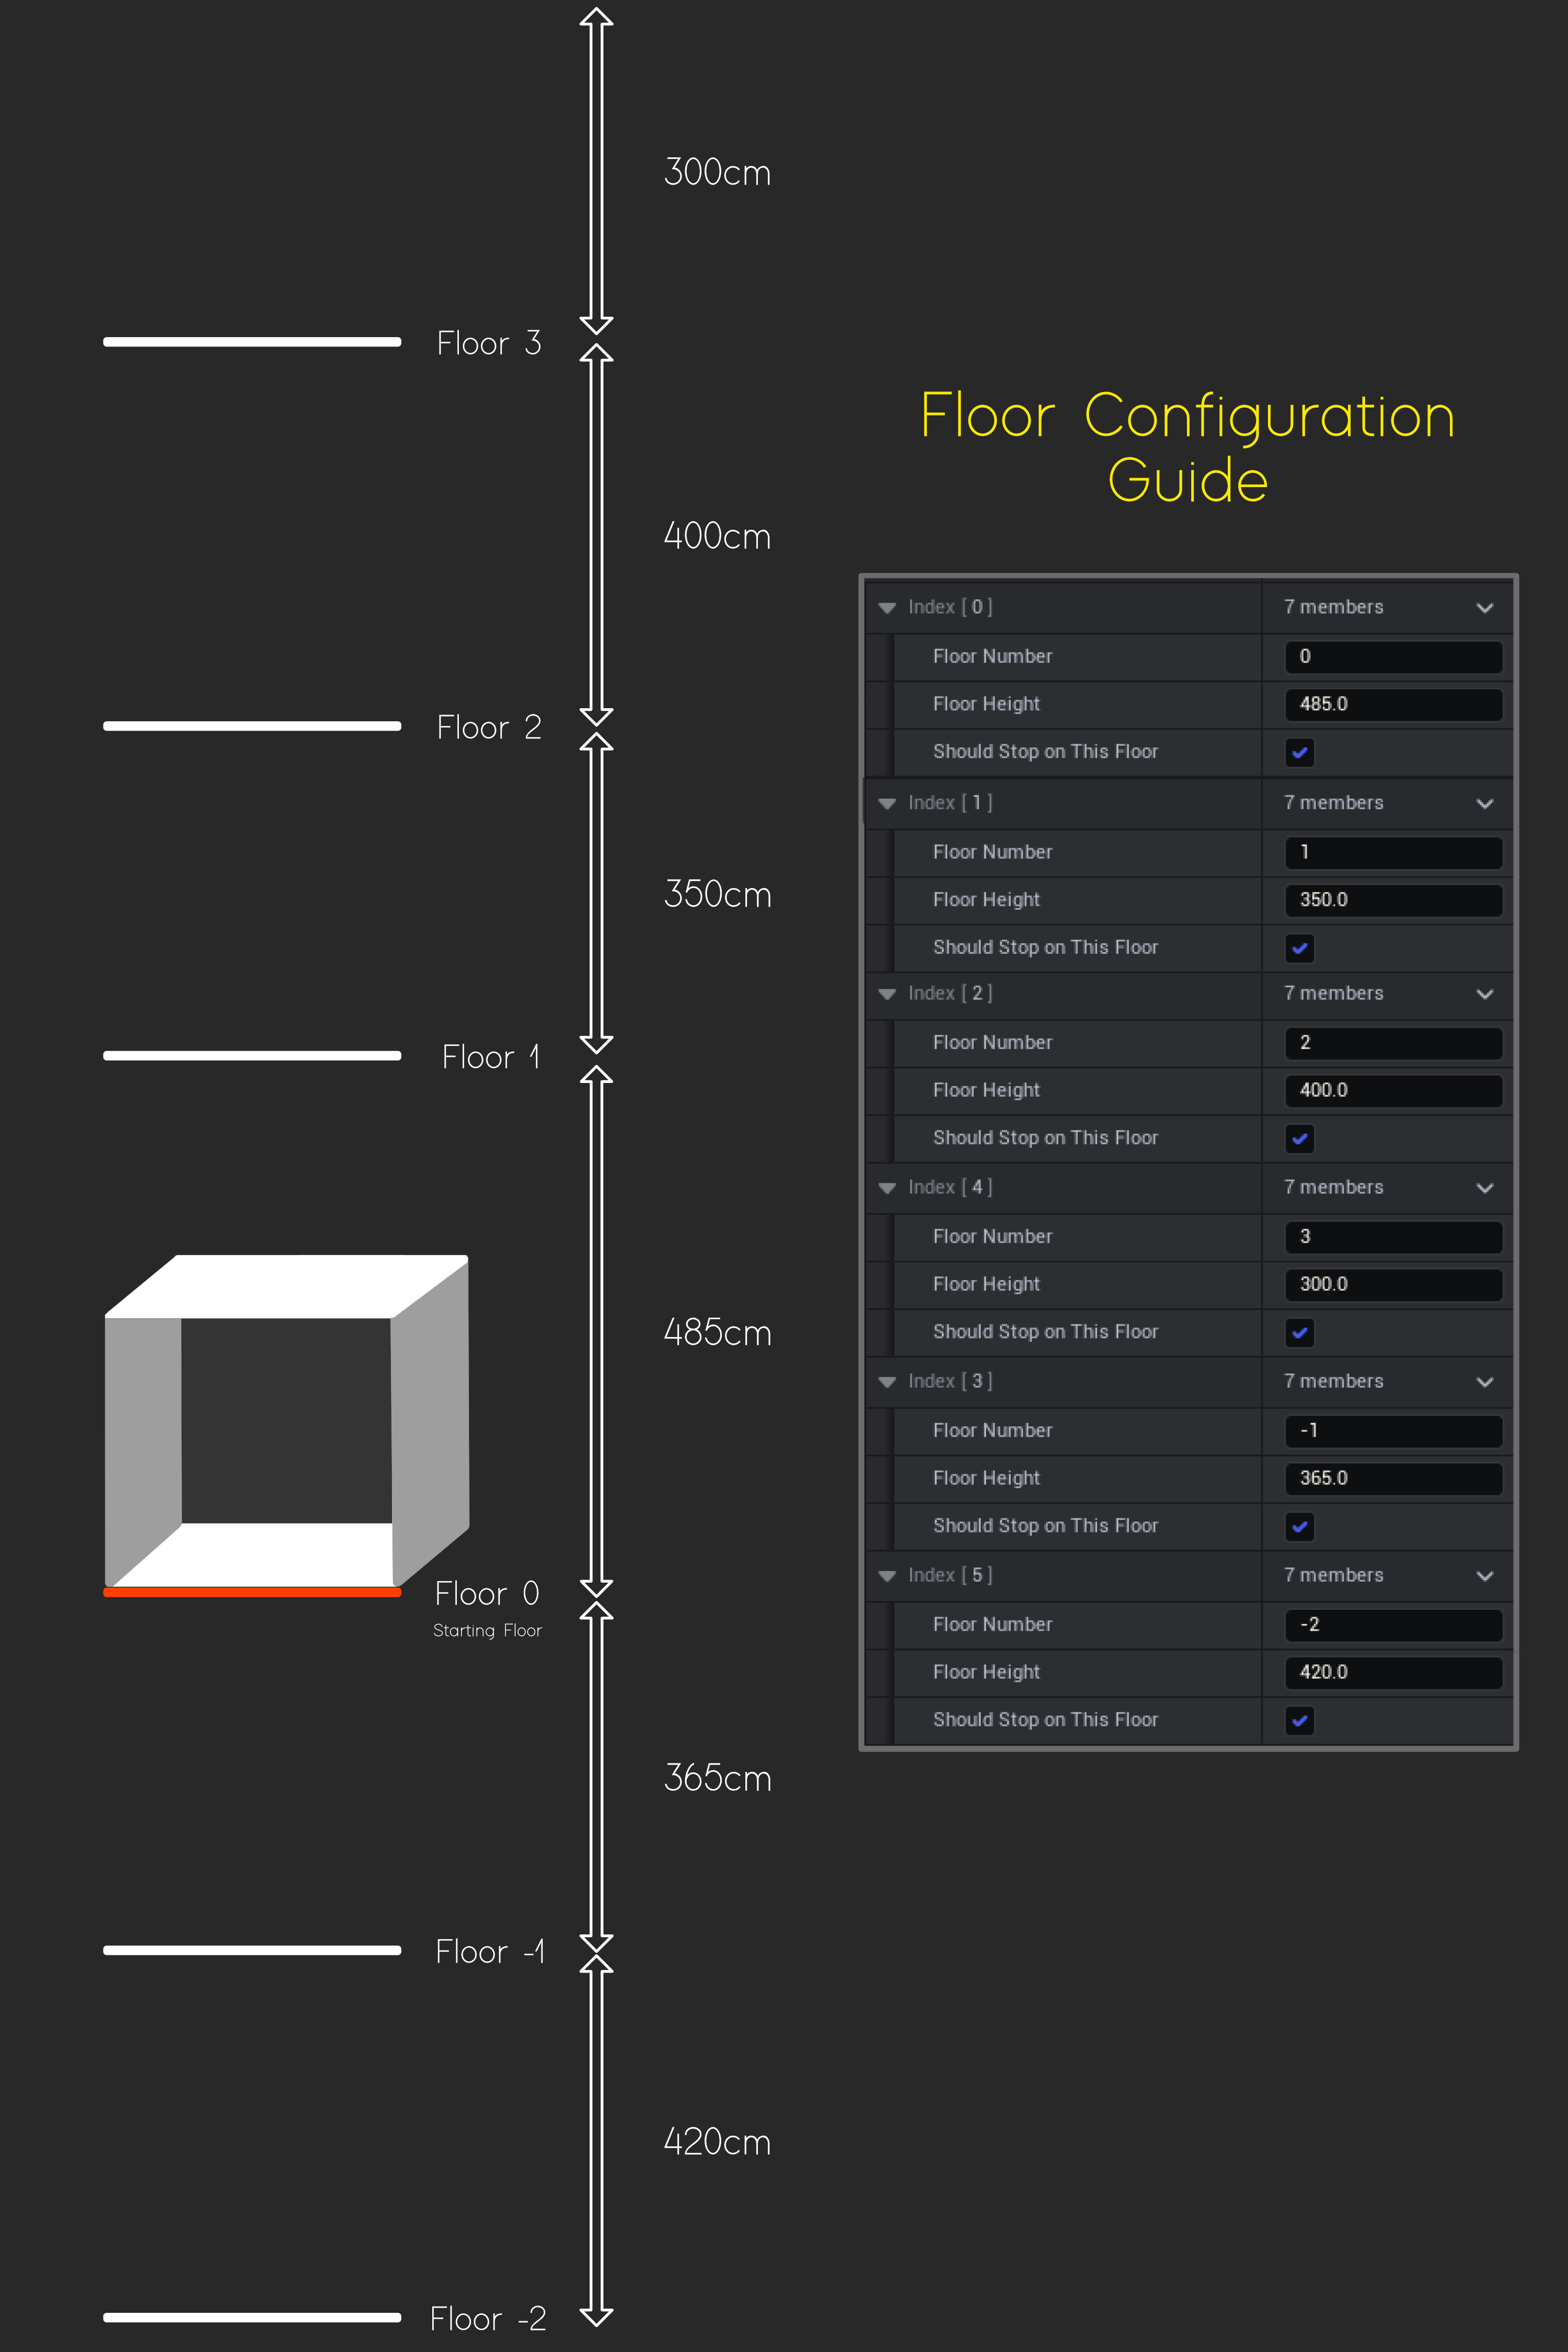 300cm
Floor 3
400cm
Floor 2
350cm
Floor 1
485cm
Floor 0
Starting Floor
365cm
Floor -1
420cm
Floor -2
Floor Configuration
Guide
Index [ 0 ] 7 members
Floor Number 0
Floor Height 485.0
Should Stop on This Floor
Index [ 1 ] 7 members
Floor Number 1
Floor Height 350.0
Should Stop on This Floor
Index [ 2 ] 7 members
Floor Number 2
Floor Height 400.0
Should Stop on This Floor
Index [ 4 ] 7 members
Floor Number 3
Floor Height 300.0
Should Stop on This Floor
Index [ 3 ] 7 members
Floor Number -1
Floor Height 365.0
Should Stop on This Floor
Index [ 5 ] 7 members
Floor Number -2
Floor Height 420.0
Should Stop on This Floor